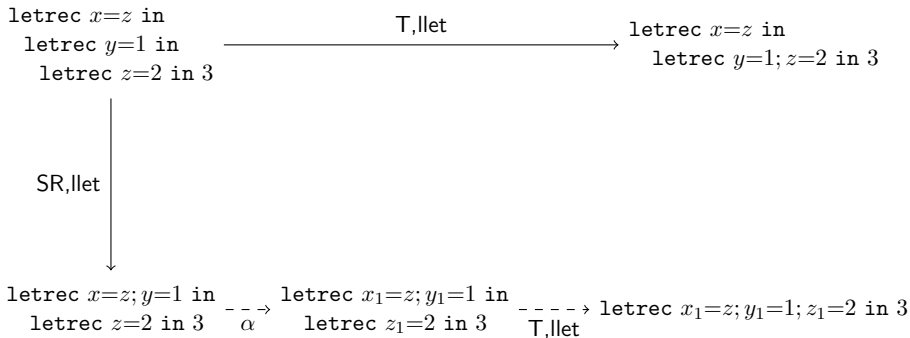 letrec x=z in
letrec y=1 in
letrec z=2 in 3
T,llet
letrec x=z in
letrec y=1; z=2 in 3
SR,llet
letrec x=z; y=1 in
letrec z=2 in 3
α
letrec x₁=z; y₁=1 in
letrec z₁=2 in 3
T,llet
letrec x₁=z; y₁=1; z₁=2 in 3